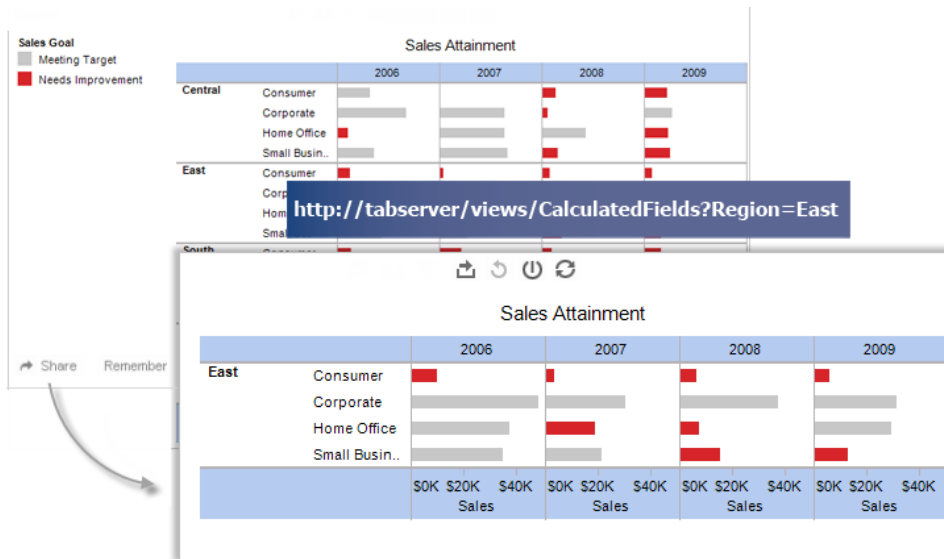 Sales Goal
Meeting Target
Needs Improvement
Sales Attainment
2006 2007 2008 2009
Central Consumer
Corporate
Home Office
Small Busin..
East Consumer
http://tabserver/views/CalculatedFields?Region=East
South
Share Remember
Sales Attainment
2006 2007 2008 2009
East Consumer
Corporate
Home Office
Small Busin..
$0K $20K $40K $0K $20K $40K $0K $20K $40K $0K $20K $40K
Sales Sales Sales Sales